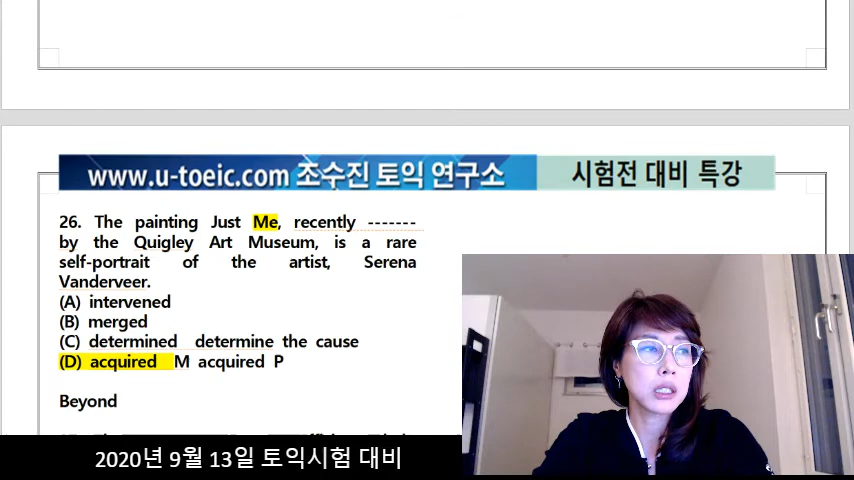 www.u-toeic.com 조수진 토익 연구소 시험전 대비 특강
26. The painting Just Me, recently -------
by the Quigley Art Museum, is a rare
self-portrait of the artist, Serena
Vanderveer.
(A) intervened
(B) merged
(C) determined determine the cause
(D) acquired M acquired P
Beyond
2020년 9월 13일 토익시험 대비